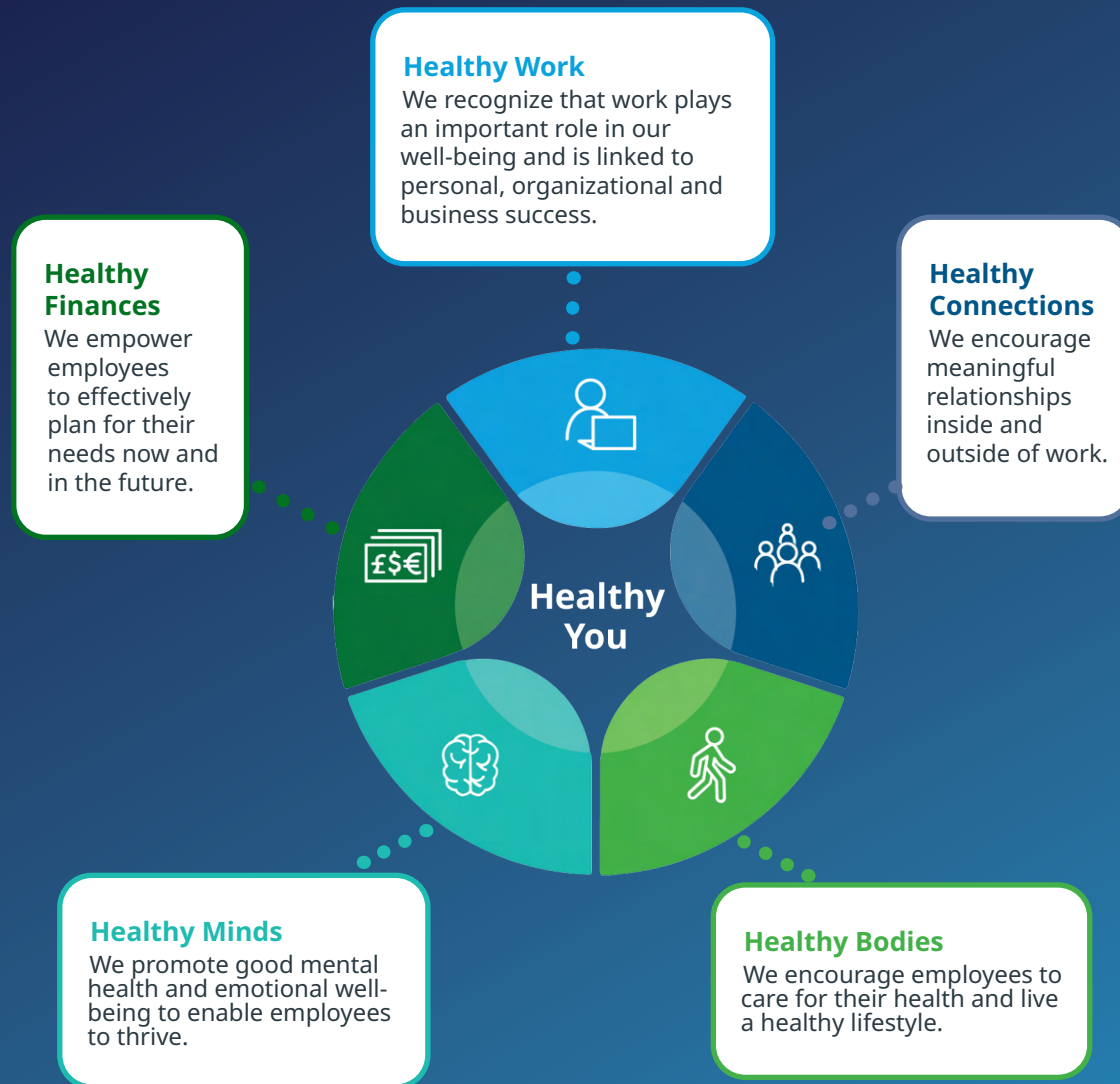 Healthy Work
We recognize that work plays
an important role in our
well-being and is linked to
personal, organizational and
business success.
Healthy
Finances
We empower
employees
to effectively
plan for their
needs now and
in the future.
Healthy
Connections
We encourage
meaningful
relationships
inside and
outside of work.
£$€
Healthy
You
Healthy Minds
We promote good mental
health and emotional well-
being to enable employees
to thrive.
Healthy Bodies
We encourage employees to
care for their health and live
a healthy lifestyle.